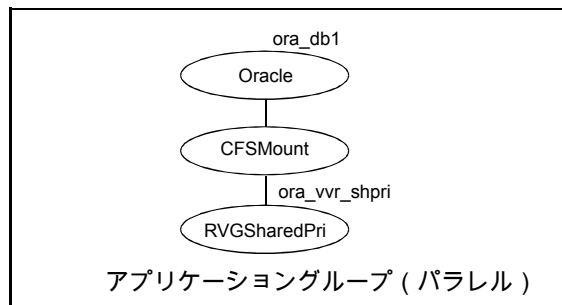 ora_db1
Oracle
CFSMount
ora_vvr_shpri
RVGSharedPri
アプリケーショングループ ( パラレル )